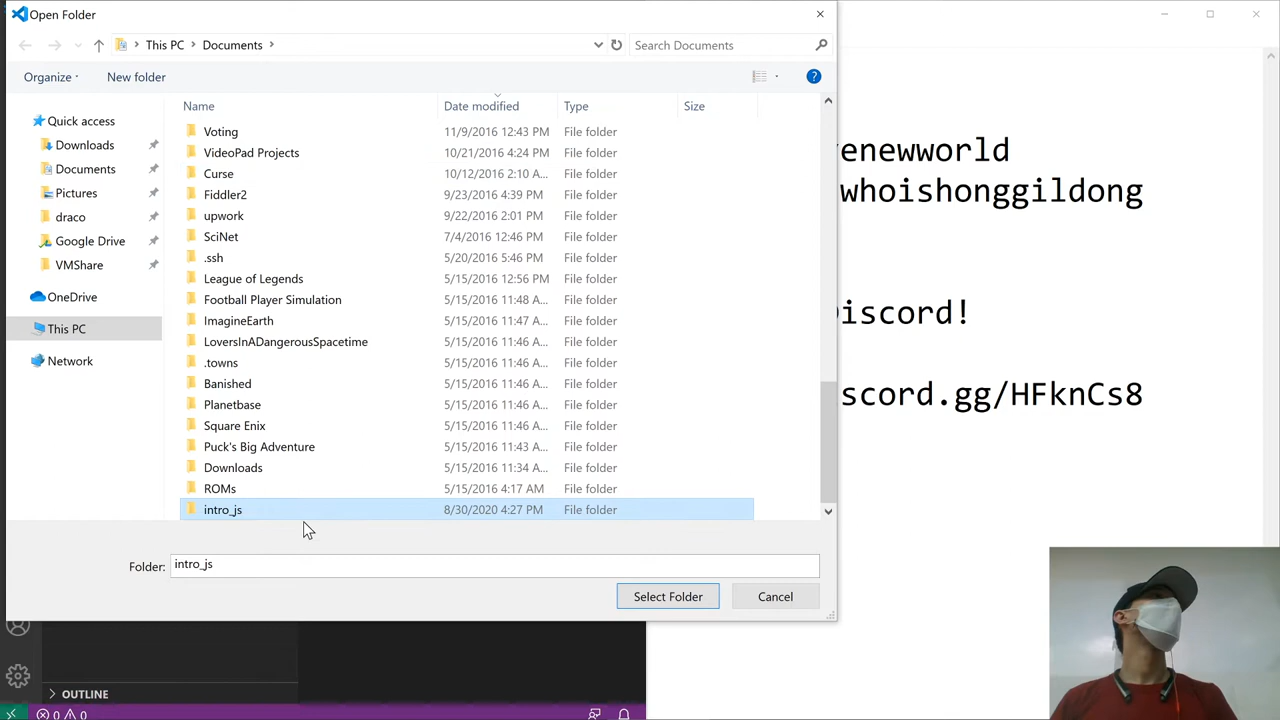 Open Folder
This PC
Documents
Search Documents
Organize
New folder
Name
Date modified
Type
Size
Quick access
Downloads
Documents
Pictures
draco
Google Drive
VMShare
OneDrive
This PC
Network
Voting 11/9/2016 12:43 PM File folder
VideoPad Projects 10/21/2016 4:24 PM File folder
Curse 10/12/2016 2:10 A... File folder
Fiddler2 9/23/2016 4:39 PM File folder
upwork 9/22/2016 2:01 PM File folder
SciNet 7/4/2016 12:46 PM File folder
.ssh 5/20/2016 5:46 PM File folder
League of Legends 5/15/2016 12:56 PM File folder
Football Player Simulation 5/15/2016 11:48 A... File folder
ImagineEarth 5/15/2016 11:47 A... File folder
LoversInADangerousSpacetime 5/15/2016 11:46 A... File folder
.towns 5/15/2016 11:46 A... File folder
Banished 5/15/2016 11:46 A... File folder
Planetbase 5/15/2016 11:46 A... File folder
Square Enix 5/15/2016 11:46 A... File folder
Puck's Big Adventure 5/15/2016 11:43 A... File folder
Downloads 5/15/2016 11:34 A... File folder
ROMs 5/15/2016 4:17 AM File folder
intro_js 8/30/2020 4:27 PM File folder
Folder: intro_js
Select Folder
Cancel
enewworld
whoishonggildong
Discord!
scord.gg/HFknCs8
OUTLINE
0 0